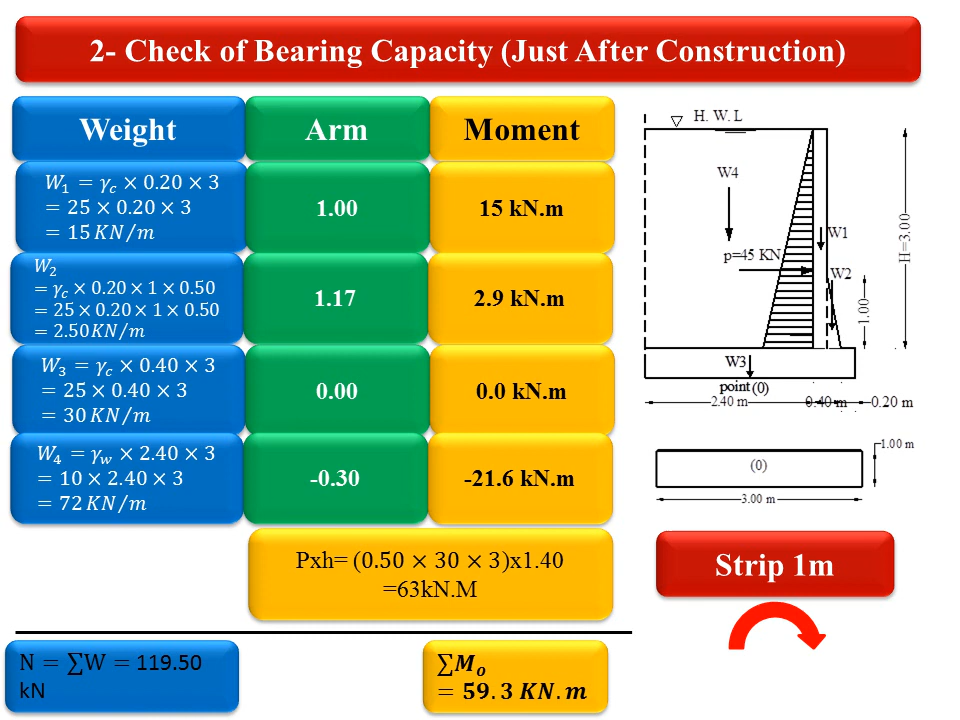 2- Check of Bearing Capacity (Just After Construction)
Weight
Arm
Moment
𝑊₁ = 𝛾𝑐 × 0.20 × 3
= 25 × 0.20 × 3
= 15 𝐾𝑁/𝑚
1.00
15 kN.m
𝑊₂
= 𝛾𝑐 × 0.20 × 1 × 0.50
= 25 × 0.20 × 1 × 0.50
= 2.50 𝐾𝑁/𝑚
1.17
2.9 kN.m
𝑊₃ = 𝛾𝑐 × 0.40 × 3
= 25 × 0.40 × 3
= 30 𝐾𝑁/𝑚
0.00
0.0 kN.m
𝑊₄ = 𝛾𝑤 × 2.40 × 3
= 10 × 2.40 × 3
= 72 𝐾𝑁/𝑚
-0.30
-21.6 kN.m
Pxh= (0.50 × 30 × 3)x1.40
=63kN.M
N = ∑W = 119.50
kN
∑𝑴𝒐
= 𝟓𝟗.𝟑 𝑲𝑵.𝒎
H. W. L
W4
W1
p=45 KN
W2
H=3.00
1.00
W3
point (0)
2.40 m
0.40 m
0.20 m
1.00 m
(0)
3.00 m
Strip 1m